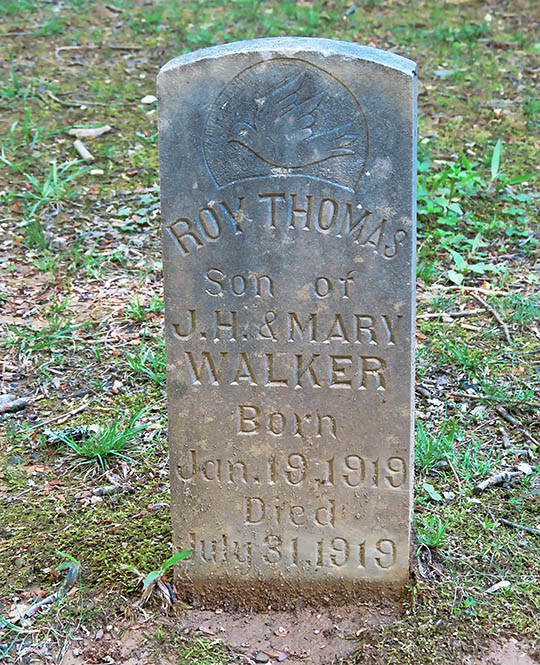 ROY THOMAS
Son of
J.H. & MARY
WALKER
Born
Jan. 19, 1919
Died
July 31, 1919